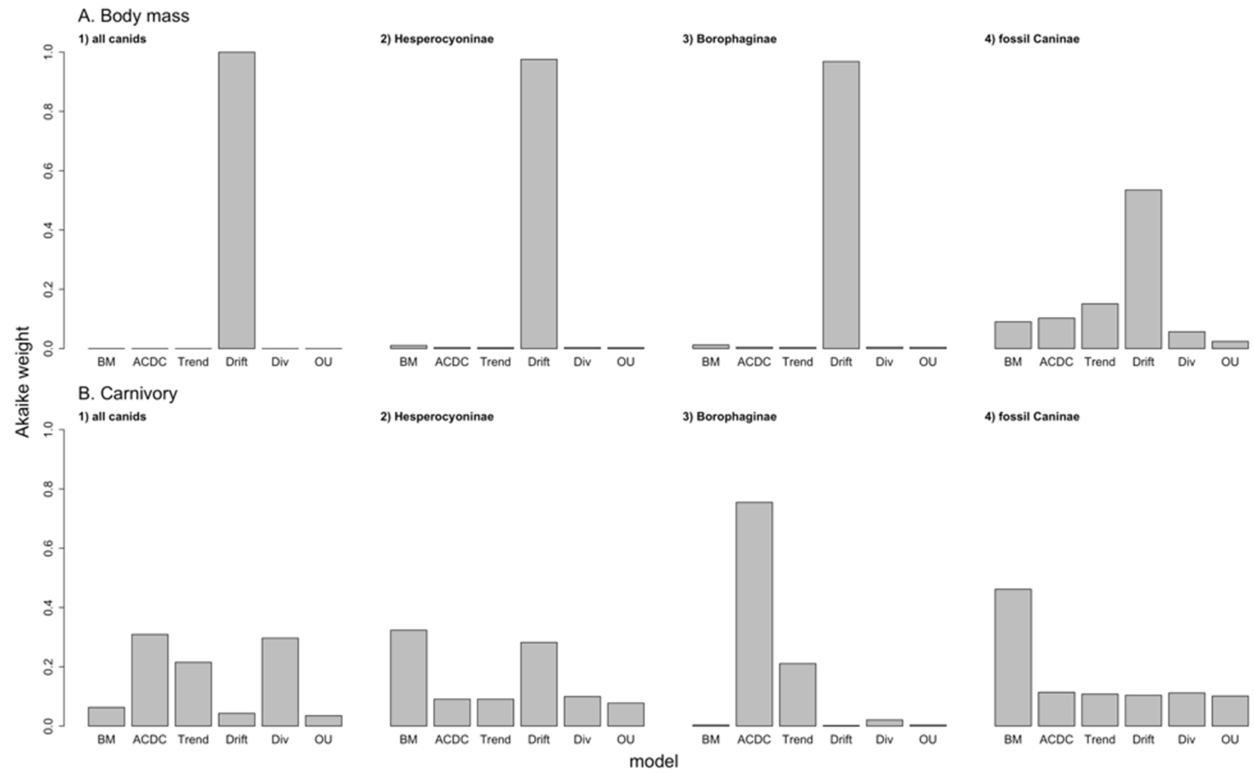 A. Body mass
1) all canids 2) Hesperocyoninae 3) Borophaginae 4) fossil Caninae
1.0
0.8
0.6
0.4
0.2
0.0
BM ACDC Trend Drift Div OU BM ACDC Trend Drift Div OU BM ACDC Trend Drift Div OU BM ACDC Trend Drift Div OU
Akaike weight
B. Carnivory
1) all canids 2) Hesperocyoninae 3) Borophaginae 4) fossil Caninae
1.0
0.8
0.6
0.4
0.2
0.0
BM ACDC Trend Drift Div OU BM ACDC Trend Drift Div OU BM ACDC Trend Drift Div OU BM ACDC Trend Drift Div OU
model